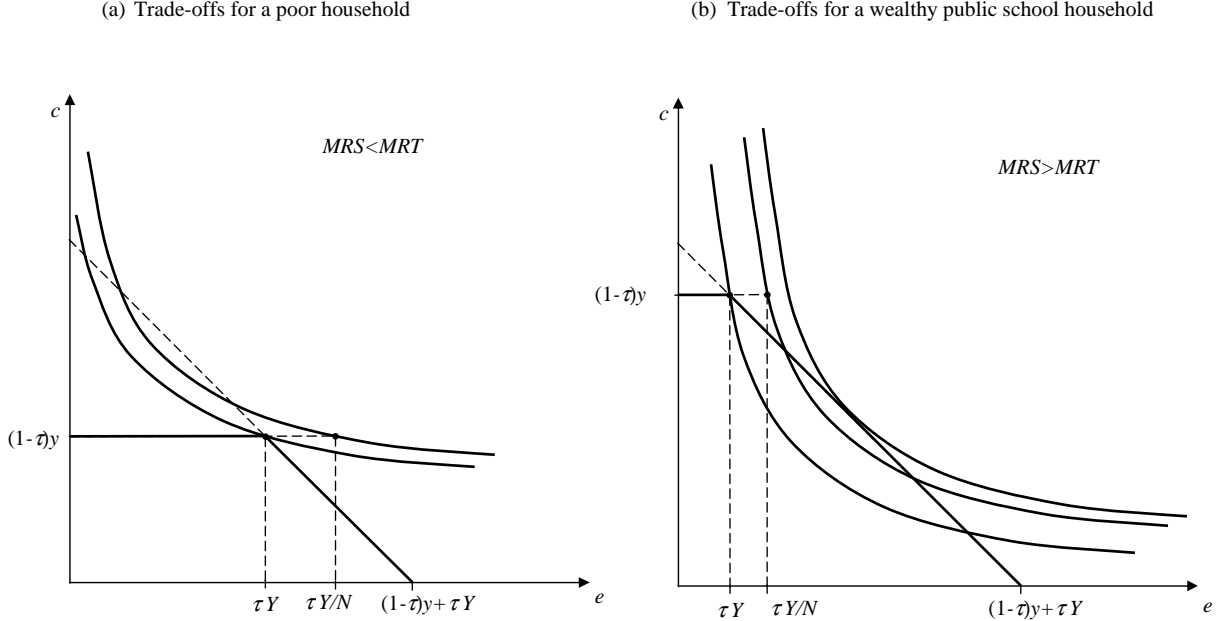 (a) Trade-offs for a poor household
c
MRS<MRT
(1-τ)y
τY
τY/N
(1-τ)y+τY
e
(b) Trade-offs for a wealthy public school household
c
MRS>MRT
(1-τ)y
τY
τY/N
(1-τ)y+τY
e